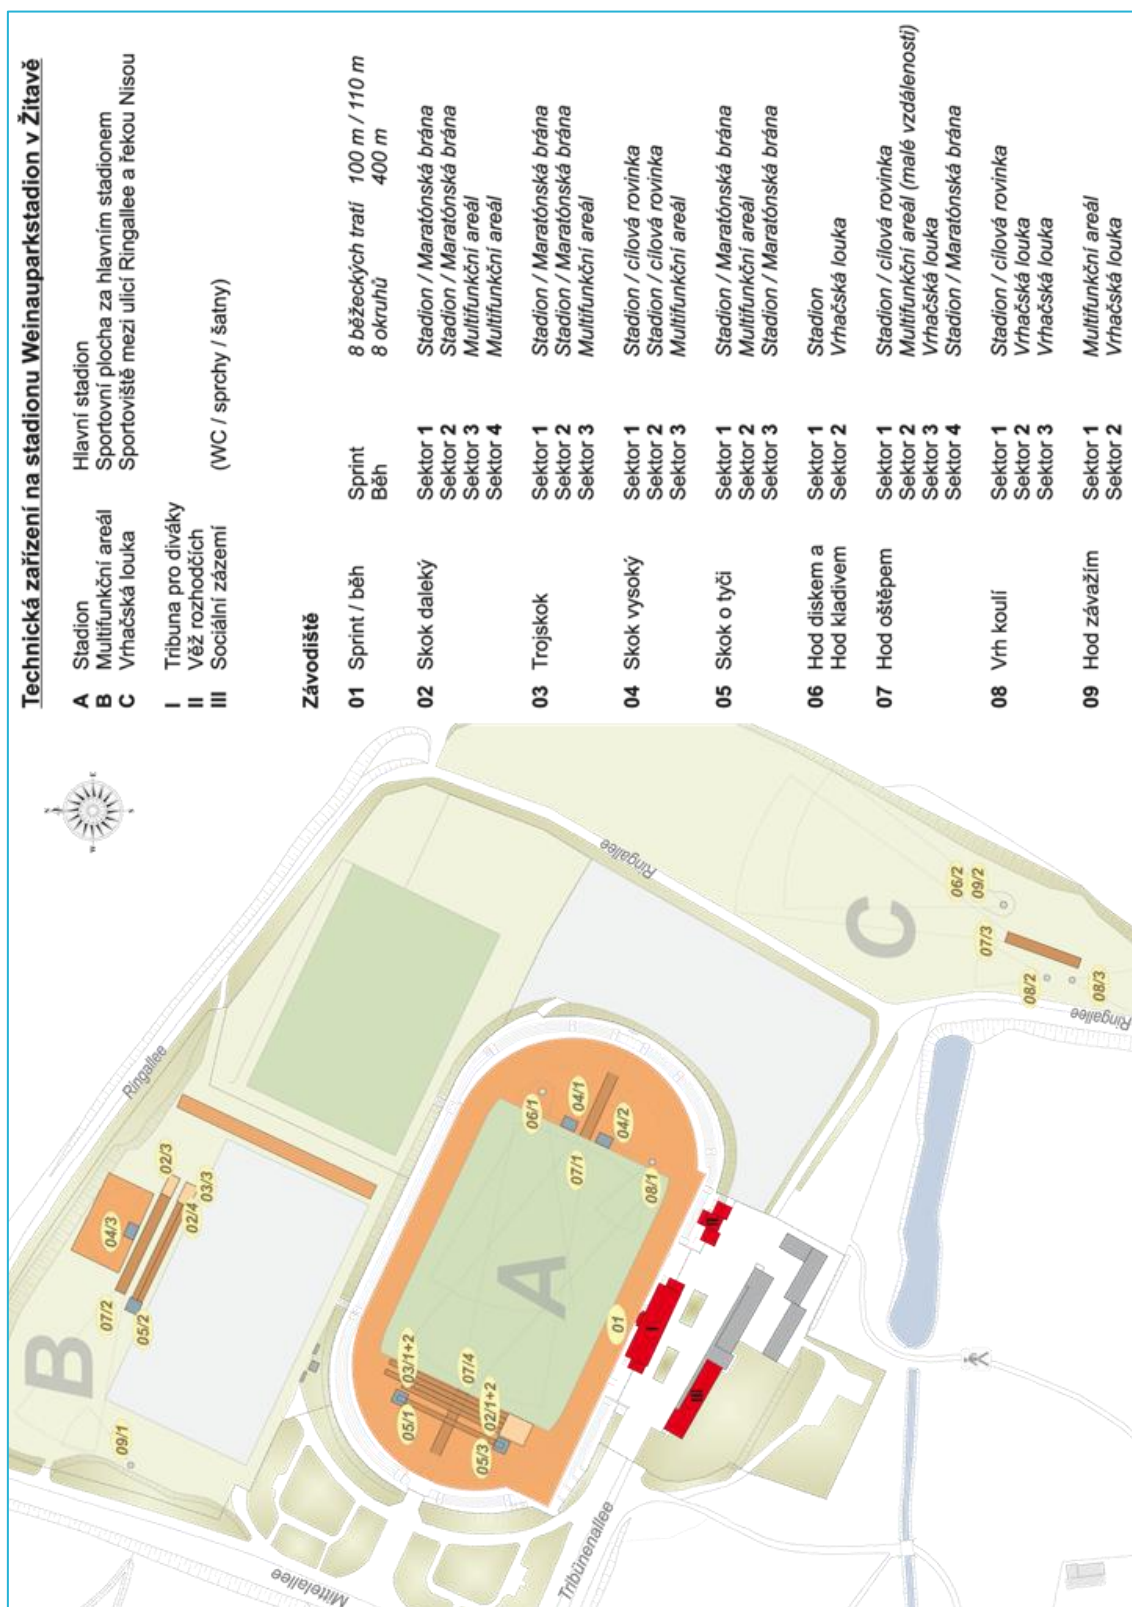 Technická zařízení na stadionu Weinauparkstadion v Žitavě
A Stadion Hlavní stadion
B Multifunkční areál Sportovní plocha za hlavním stadionem
C Vrhačská louka Sportoviště mezi ulicí Ringallee a řekou Nisou
I Tribuna pro diváky
II Věž rozhodčích
III Sociální zázemí (WC / sprchy / šatny)
Závodiště
01 Sprint / běh Sprint 8 běžeckých tratí 100 m / 110 m
Běh 8 okruhů 400 m
02 Skok daleký Sektor 1 Stadion / Maratónská brána
Sektor 2 Stadion / Maratónská brána
Sektor 3 Multifunkční areál
Sektor 4 Multifunkční areál
03 Trojskok Sektor 1 Stadion / Maratónská brána
Sektor 2 Stadion / Maratónská brána
Sektor 3 Multifunkční areál
04 Skok vysoký Sektor 1 Stadion / cílová rovinka
Sektor 2 Stadion / cílová rovinka
Sektor 3 Multifunkční areál
05 Skok o tyči Sektor 1 Stadion / Maratónská brána
Sektor 2 Multifunkční areál
Sektor 3 Stadion / Maratónská brána
06 Hod diskem a Sektor 1 Stadion
Hod kladivem Sektor 2 Vrhačská louka
07 Hod oštěpem Sektor 1 Stadion / cílová rovinka
Sektor 2 Multifunkční areál (malé vzdálenosti)
Sektor 3 Vrhačská louka
Sektor 4 Stadion / Maratónská brána
08 Vrh koulí Sektor 1 Stadion / cílová rovinka
Sektor 2 Vrhačská louka
Sektor 3 Vrhačská louka
09 Hod závažím Sektor 1 Multifunkční areál
Sektor 2 Vrhačská louka
N
E
S
W
B
09/1
07/2
05/2
04/3
02/3
03/3
02/4
Ringallee
Ringallee
Ringallee
Mittelallee
Tribünenallee
A
05/1
03/1+2
07/4
02/1+2
05/3
01
06/1
04/1
07/1
04/2
08/1
I
II
III
C
06/2
09/2
07/3
08/2
08/3